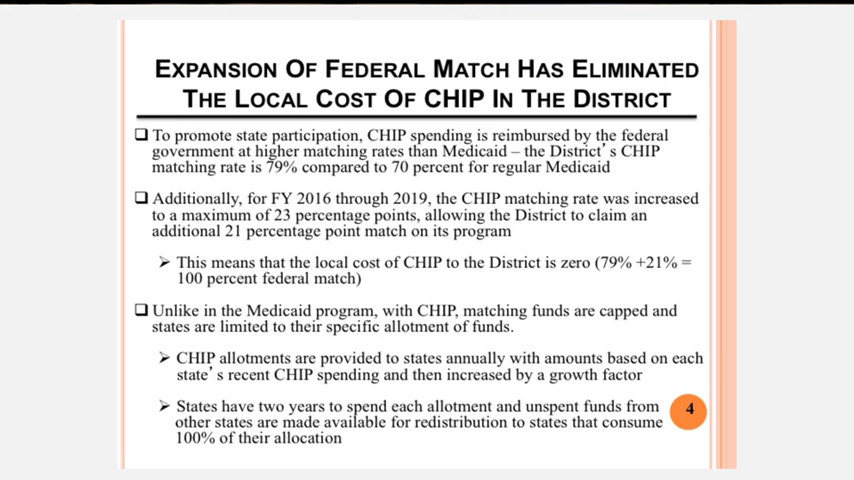 EXPANSION OF FEDERAL MATCH HAS ELIMINATED
THE LOCAL COST OF CHIP IN THE DISTRICT
❑ To promote state participation, CHIP spending is reimbursed by the federal
government at higher matching rates than Medicaid – the District's CHIP
matching rate is 79% compared to 70 percent for regular Medicaid
❑ Additionally, for FY 2016 through 2019, the CHIP matching rate was increased
to a maximum of 23 percentage points, allowing the District to claim an
additional 21 percentage point match on its program
➢ This means that the local cost of CHIP to the District is zero (79% +21% =
100 percent federal match)
❑ Unlike in the Medicaid program, with CHIP, matching funds are capped and
states are limited to their specific allotment of funds.
➢ CHIP allotments are provided to states annually with amounts based on each
state's recent CHIP spending and then increased by a growth factor
➢ States have two years to spend each allotment and unspent funds from
other states are made available for redistribution to states that consume
100% of their allocation
4